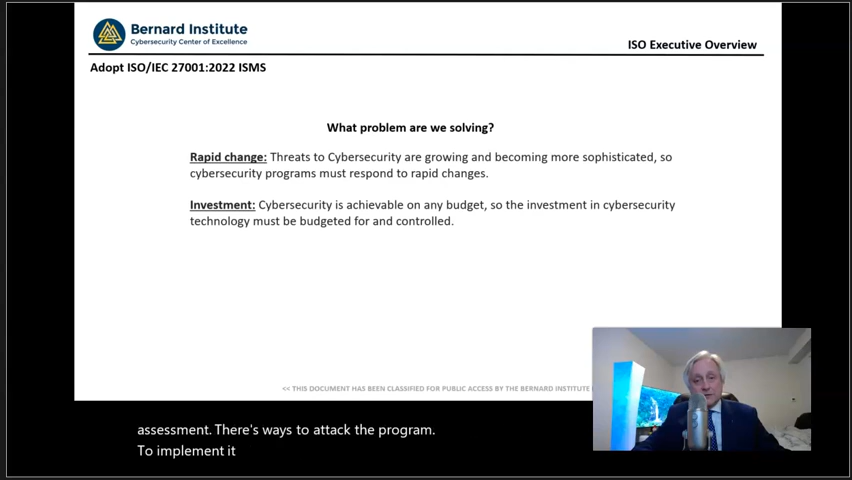 Bernard Institute
Cybersecurity Center of Excellence
ISO Executive Overview
Adopt ISO/IEC 27001:2022 ISMS
What problem are we solving?
Rapid change: Threats to Cybersecurity are growing and becoming more sophisticated, so
cybersecurity programs must respond to rapid changes.
Investment: Cybersecurity is achievable on any budget, so the investment in cybersecurity
technology must be budgeted for and controlled.
<< THIS DOCUMENT HAS BEEN CLASSIFIED FOR PUBLIC ACCESS BY THE BERNARD INSTITUTE
assessment. There's ways to attack the program.
To implement it